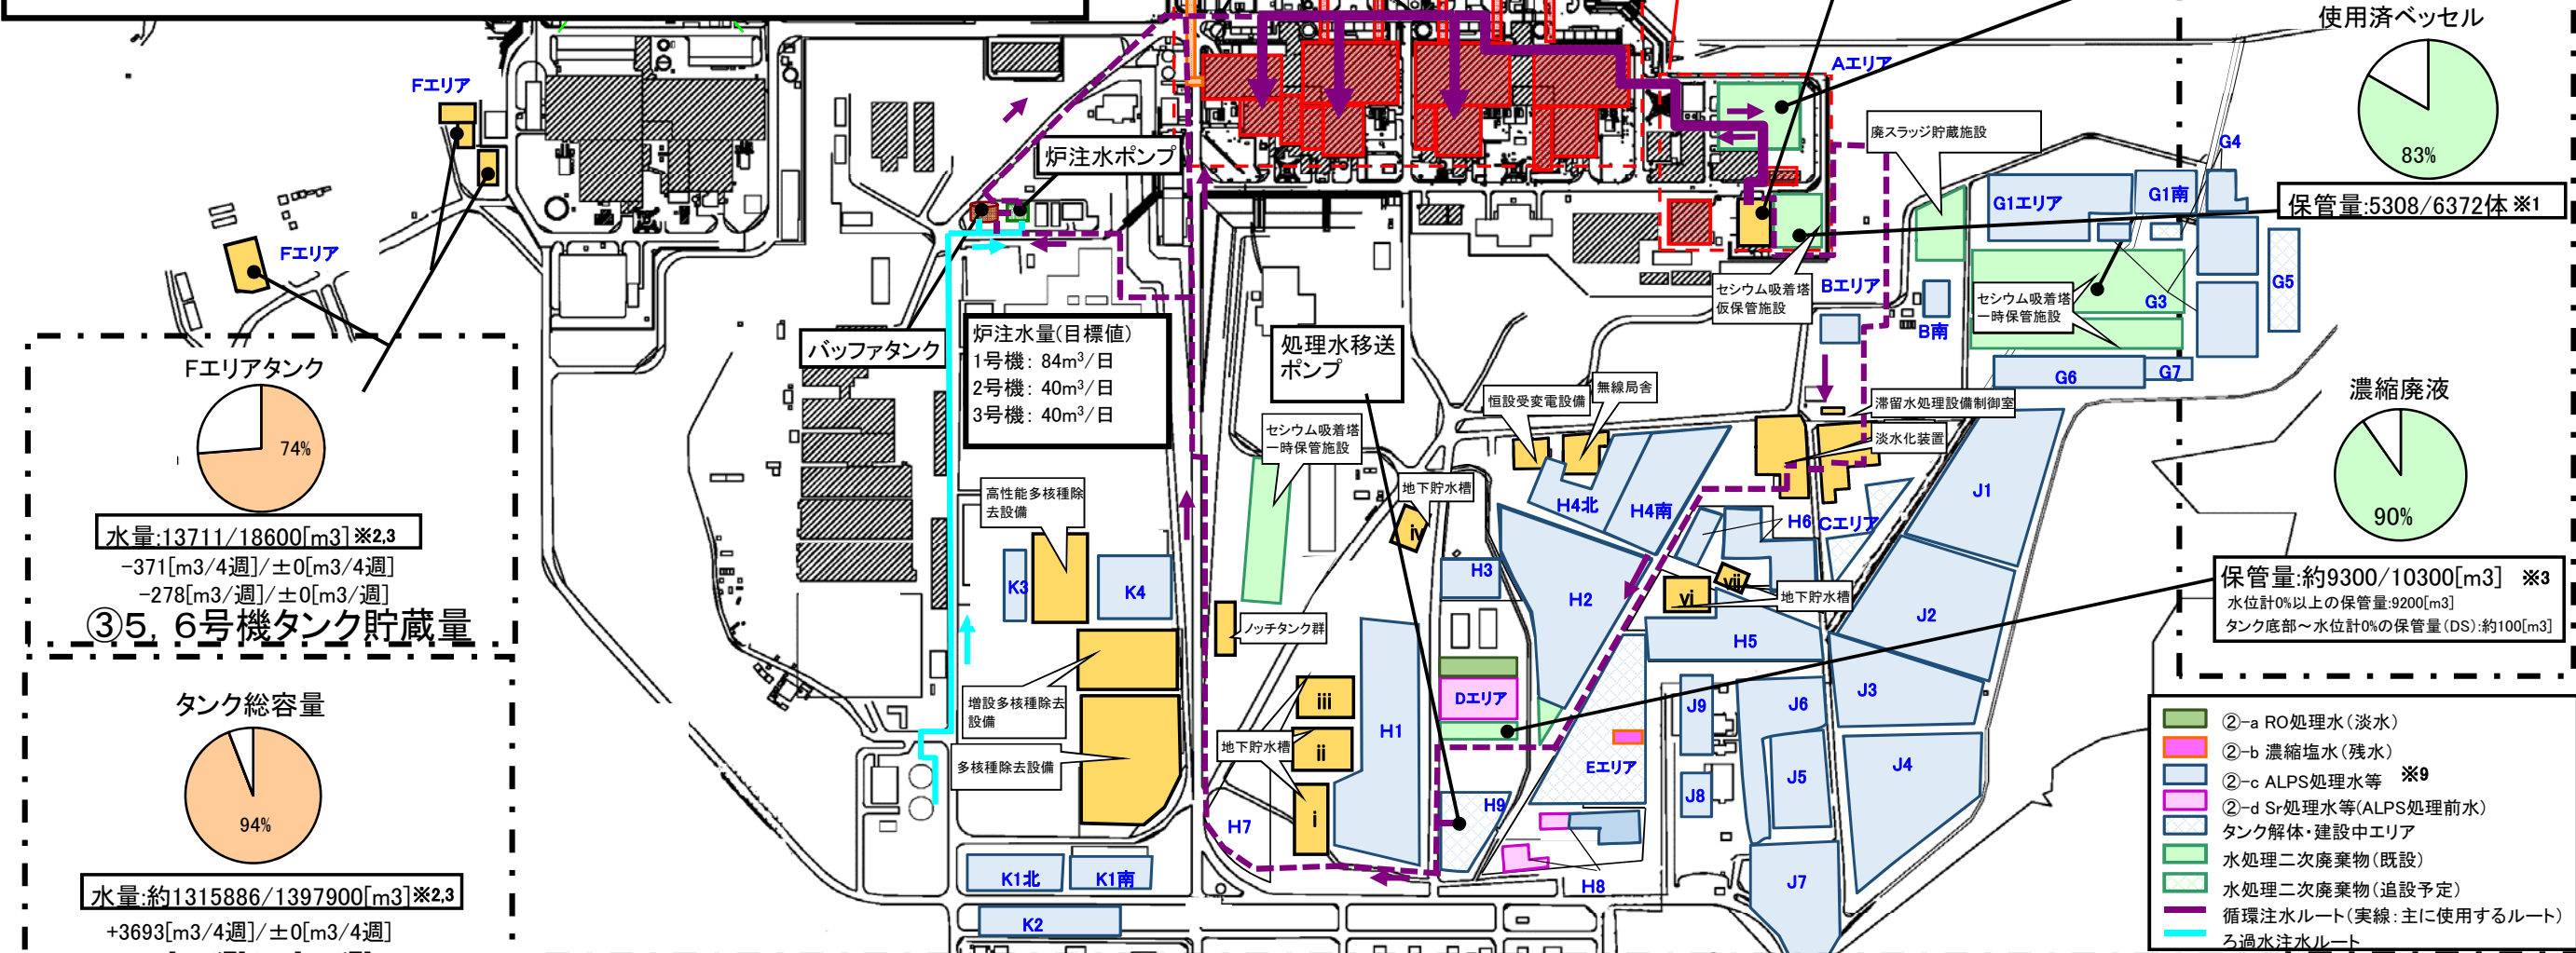 使用済ベッセル
83%
保管量:5308/6372体 ※1
Aエリア
Fエリア
廃スラッジ貯蔵施設
G4
炉注水ポンプ
G1エリア
G1南
Fエリア
セシウム吸着塔
仮保管施設
Bエリア
セシウム吸着塔
一時保管施設
G3
G5
B南
Fエリアタンク
74%
水量:13711/18600[m3]※2,3
-371[m3/4週]/±0[m3/4週]
-278[m3/週]/±0[m3/週]
③5,6号機タンク貯蔵量
バッファタンク
炉注水量(目標値)
1号機: 84m³/日
2号機: 40m³/日
3号機: 40m³/日
処理水移送
ポンプ
G6
G7
恒設受変電設備
無線局舎
滞留水処理設備制御室
淡水化装置
濃縮廃液
90%
保管量:約9300/10300[m3] ※3
水位計0%以上の保管量:9200[m3]
タンク底部～水位計0%の保管量(DS):約100[m3]
セシウム吸着塔
一時保管施設
地下貯水槽
iv
高性能多核種除
去設備
H4北
H4南
H6
Cエリア
J1
K3
K4
H3
H2
vi
vii
地下貯水槽
J2
ノッチタンク群
H5
増設多核種除去
設備
iii
Dエリア
J9
J6
J3
多核種除去設備
地下貯水槽
ii
H1
Eエリア
J5
J4
J8
i
H9
H7
K1北
K1南
H8
J7
K2
タンク総容量
94%
水量:約1315886/1397900[m3]※2,3
+3693[m3/4週]/±0[m3/4週]
②-a RO処理水(淡水)
②-b 濃縮塩水(残水)
②-c ALPS処理水等 ※9
②-d Sr処理水等(ALPS処理前水)
タンク解体・建設中エリア
水処理二次廃棄物(既設)
水処理二次廃棄物(追設予定)
循環注水ルート(実線:主に使用するルート)
ろ過水注水ルート